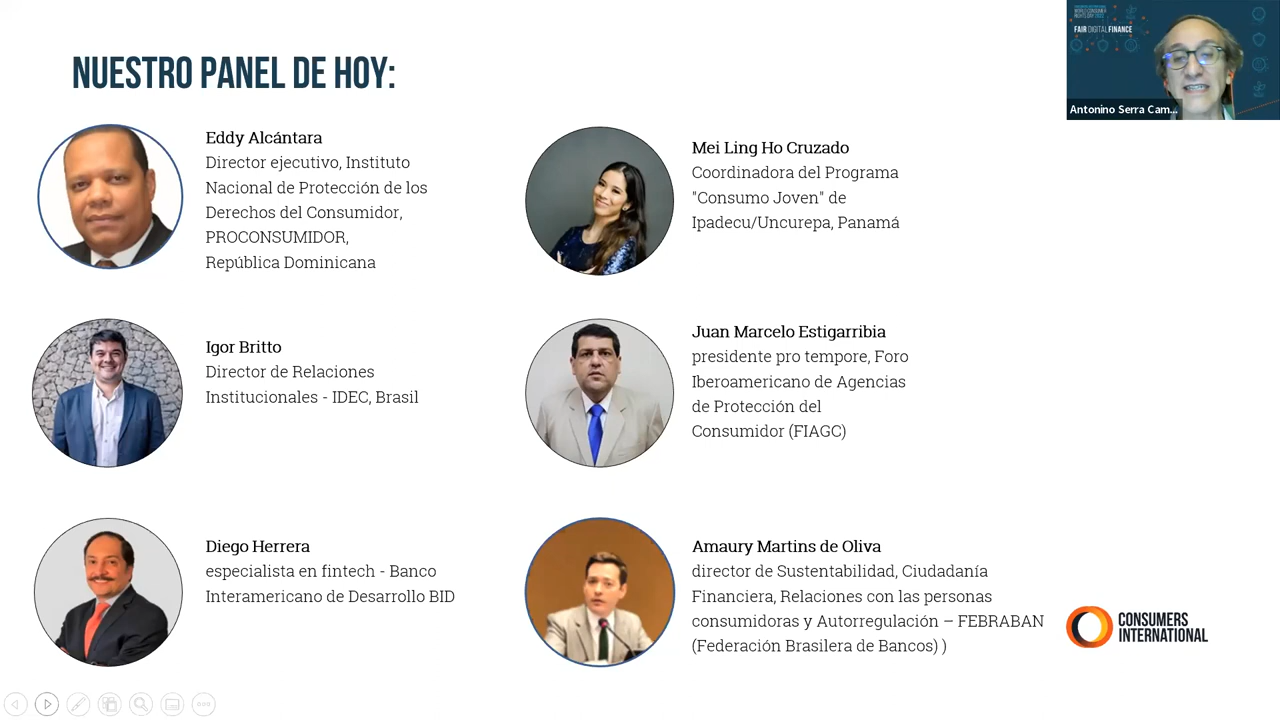 NUESTRO PANEL DE HOY:
Eddy Alcántara
Director ejecutivo, Instituto
Nacional de Protección de los
Derechos del Consumidor,
PROCONSUMIDOR,
República Dominicana
Mei Ling Ho Cruzado
Coordinadora del Programa
"Consumo Joven" de
Ipadecu/Uncurepa, Panamá
Igor Britto
Director de Relaciones
Institucionales - IDEC, Brasil
Juan Marcelo Estigarribia
presidente pro tempore, Foro
Iberoamericano de Agencias
de Protección del
Consumidor (FIAGC)
Diego Herrera
especialista en fintech - Banco
Interamericano de Desarrollo BID
Amaury Martins de Oliva
director de Sustentabilidad, Ciudadanía
Financiera, Relaciones con las personas
consumidoras y Autorregulación – FEBRABAN
(Federación Brasilera de Bancos) )
CONSUMERS
INTERNATIONAL
FAIR DIGITAL FINANCE
Antonino Serra Cam...